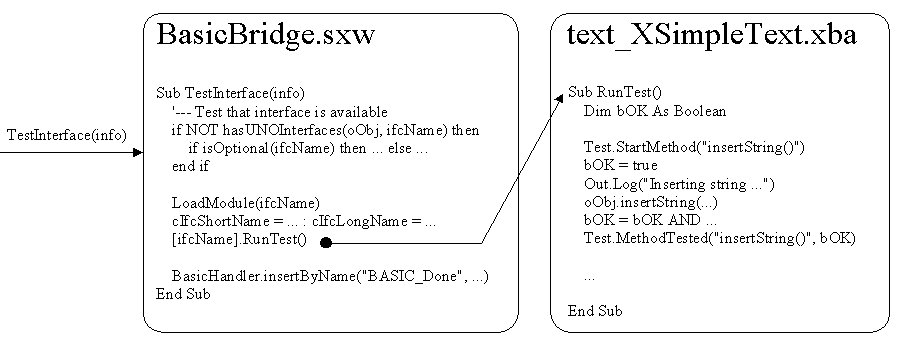 BasicBridge.sxw
Sub TestInterface(info)
'--- Test that interface is available
if NOT hasUNOInterfaces(oObj, ifcName) then
if isOptional(ifcName) then ... else ...
end if
LoadModule(ifcName)
cIfcShortName = ... : cIfcLongName = ...
[ifcName].RunTest()
BasicHandler.insertByName("BASIC_Done", ...)
End Sub
TestInterface(info)
text_XSimpleText.xba
Sub RunTest()
Dim bOK As Boolean
Test.StartMethod("insertString()")
bOK = true
Out.Log("Inserting string ...")
oObj.insertString(...)
bOK = bOK AND ...
Test.MethodTested("insertString()", bOK)
...
End Sub